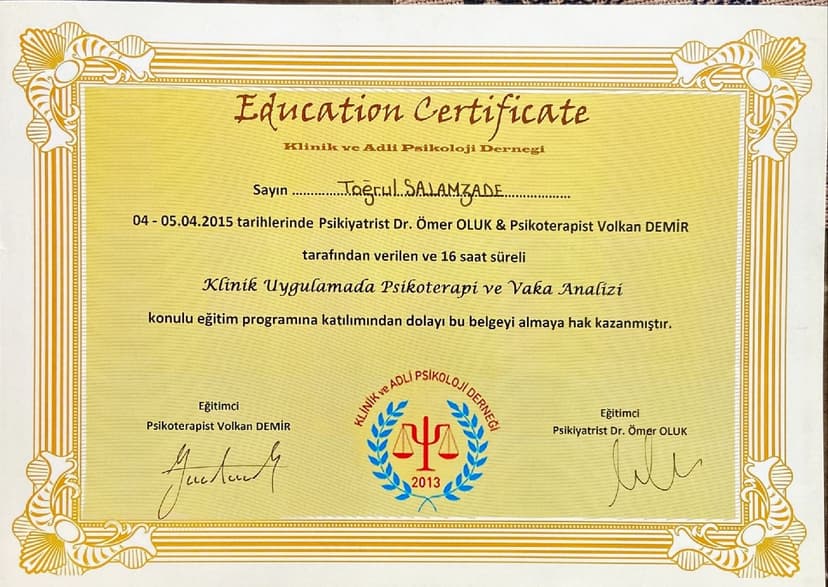 Education Certificate
Klinik ve Adli Psikoloji Dernegi
Sayın ..................Toğrul SALAMZADE..................
04 - 05.04.2015 tarihlerinde Psikiyatrist Dr. Ömer OLUK & Psikoterapist Volkan DEMİR
tarafından verilen ve 16 saat süreli
Klinik Uygulamada Psikoterapi ve Vaka Analizi
konulu eğitim programına katılımından dolayı bu belgeyi almaya hak kazanmıştır.
KLİNİK ve ADLİ PSİKOLOJİ DERNEGİ
2013
Eğitimci
Psikoterapist Volkan DEMİR
Eğitimci
Psikiyatrist Dr. Ömer OLUK